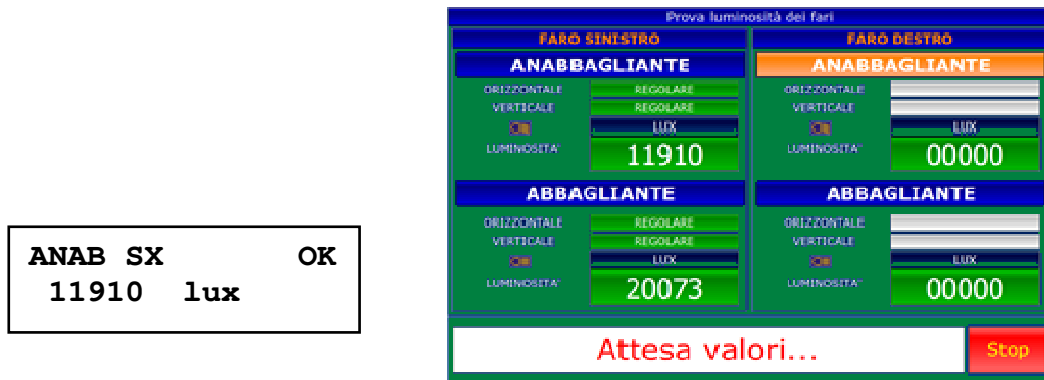 ANAB SX OK
11910 lux
Prova luminosità dei fari
FARO SINISTRO
FARO DESTRO
ANABBAGLIANTE
ANABBAGLIANTE
ORIZZONTALE REGOLARE
ORIZZONTALE
VERTICALE REGOLARE
VERTICALE
LUX
LUX
LUMINOSITA' 11910
LUMINOSITA' 00000
ABBAGLIANTE
ABBAGLIANTE
ORIZZONTALE REGOLARE
ORIZZONTALE
VERTICALE REGOLARE
VERTICALE
LUX
LUX
LUMINOSITA' 20073
LUMINOSITA' 00000
Attesa valori...
Stop